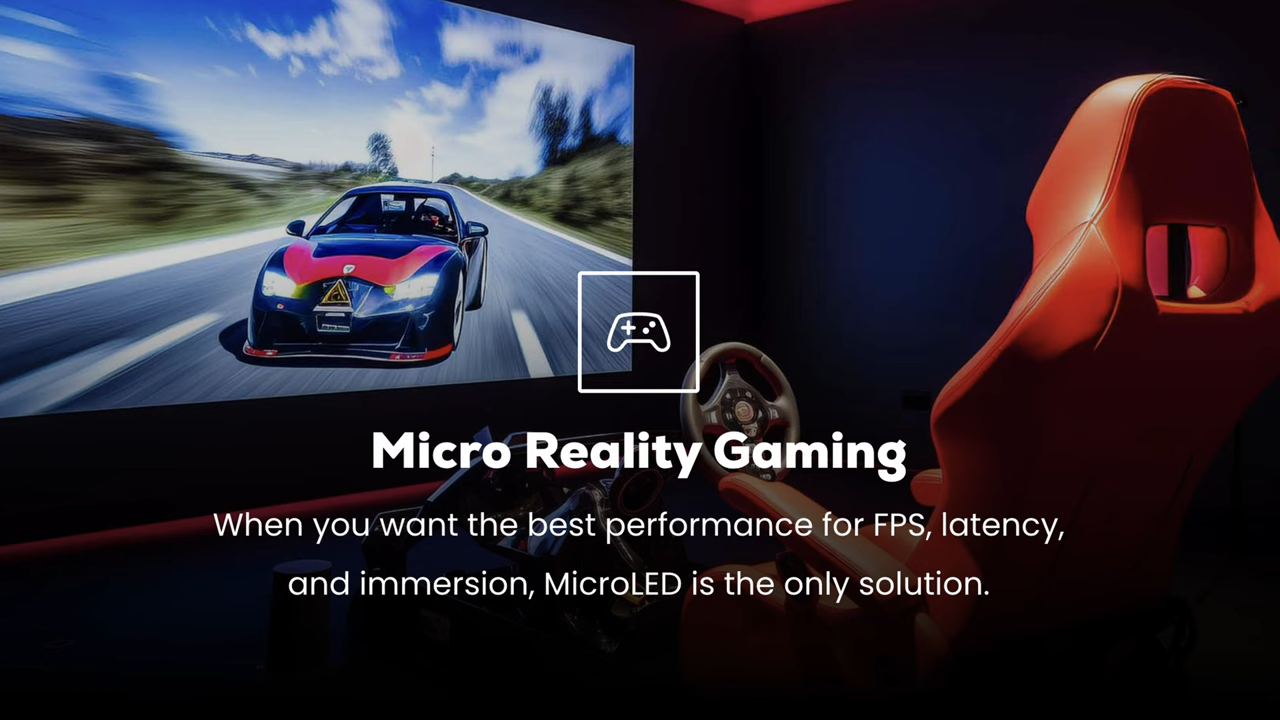 Micro Reality Gaming
When you want the best performance for FPS, latency,
and immersion, MicroLED is the only solution.